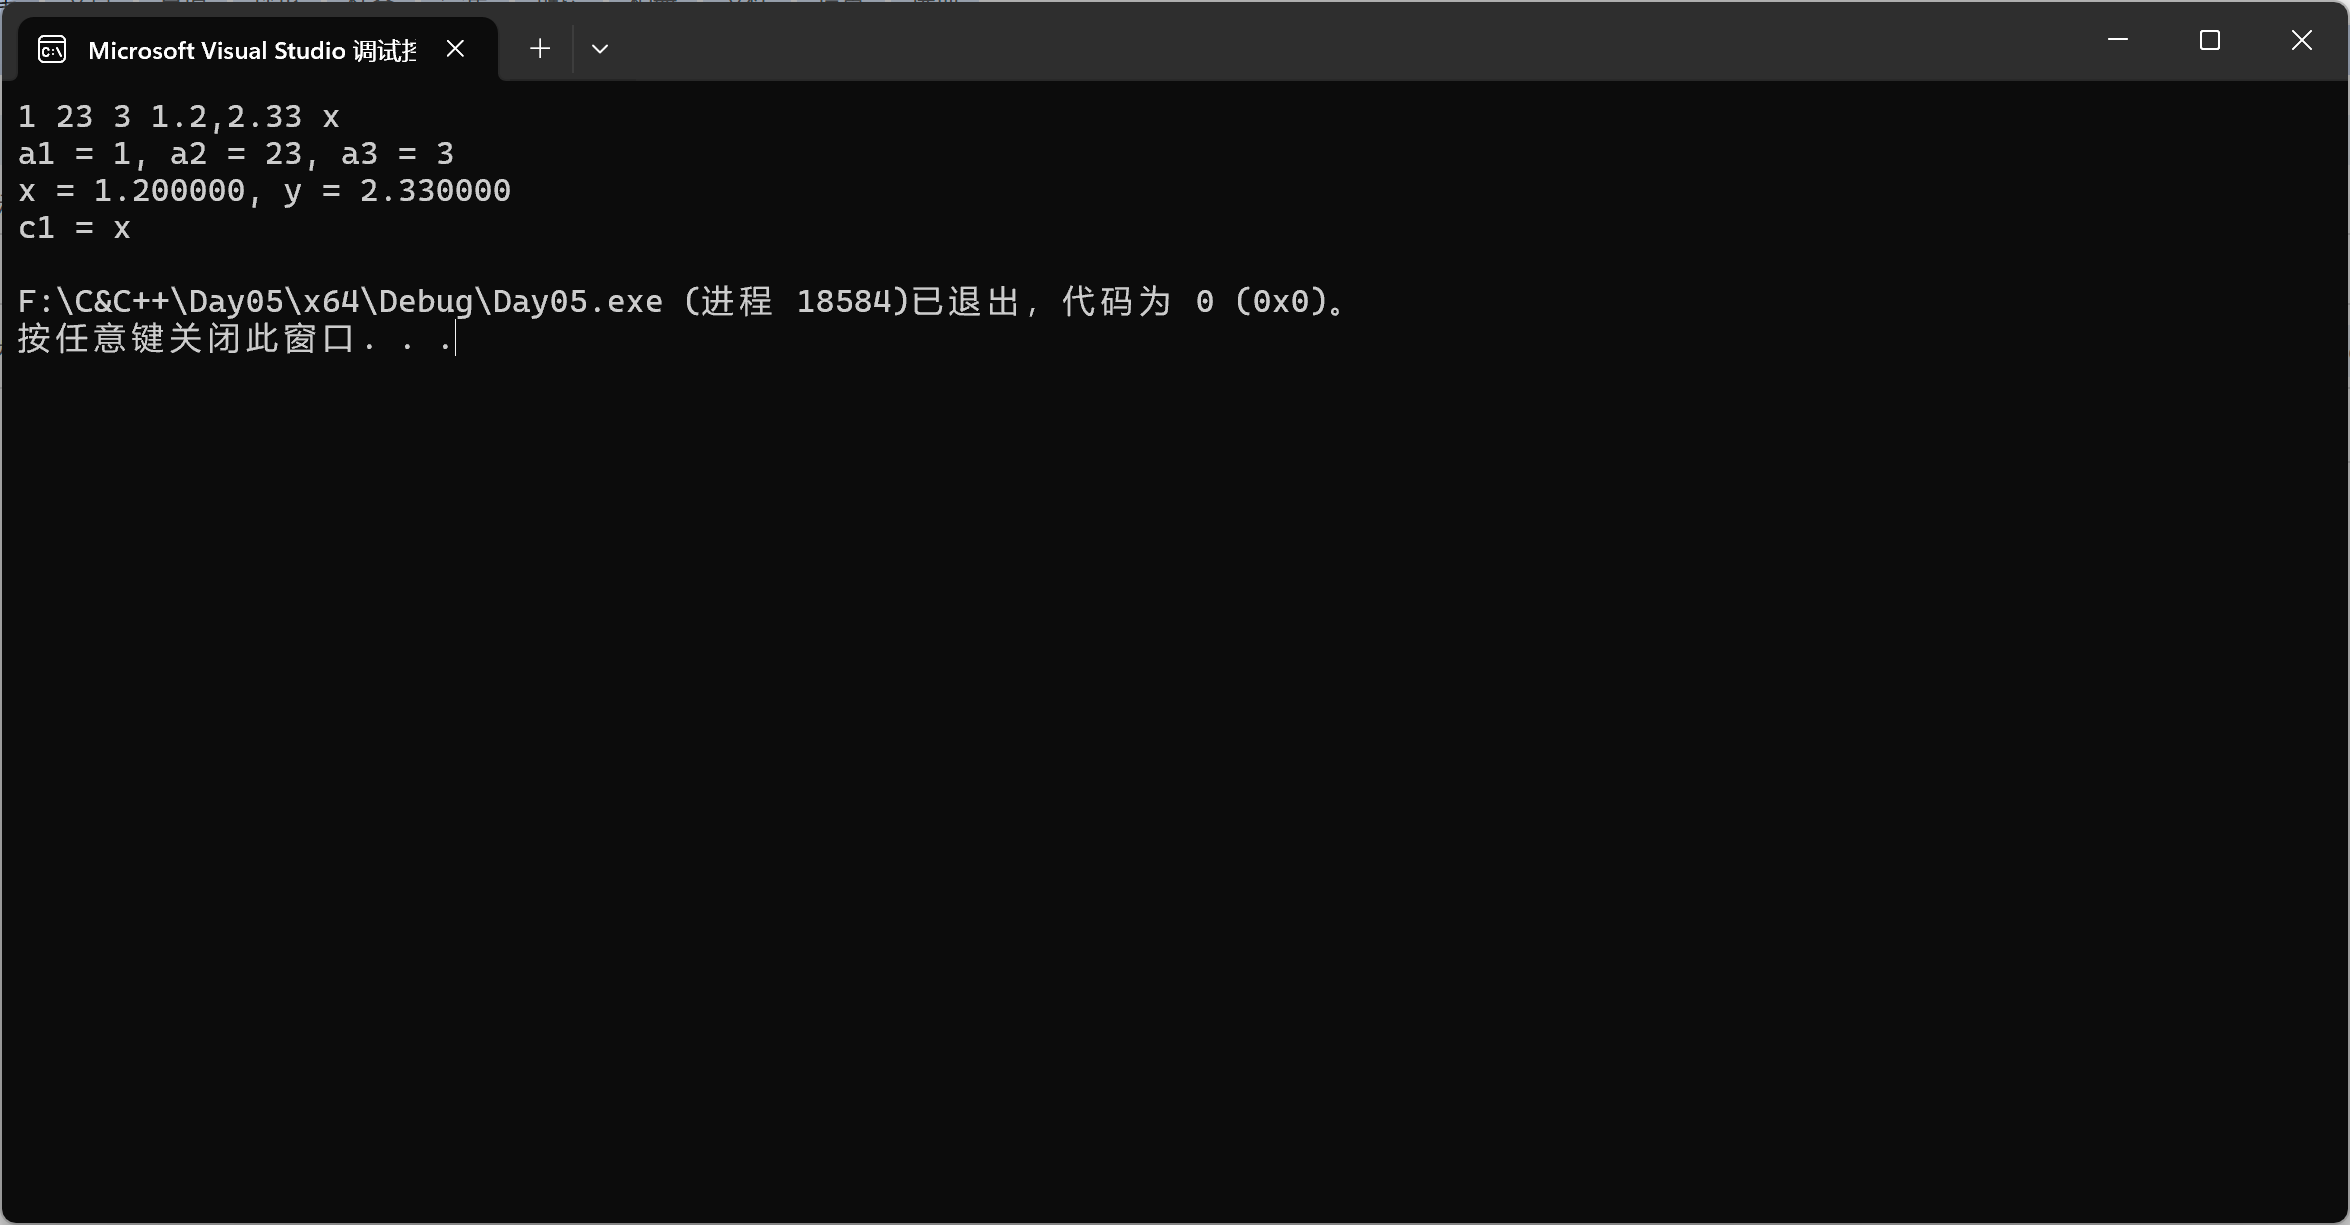 Microsoft Visual Studio 调试
1 23 3 1.2,2.33 x
a1 = 1, a2 = 23, a3 = 3
x = 1.200000, y = 2.330000
c1 = x
F:\C&C++\Day05\x64\Debug\Day05.exe (进程 18584)已退出，代码为 0 (0x0)。
按任意键关闭此窗口. . .